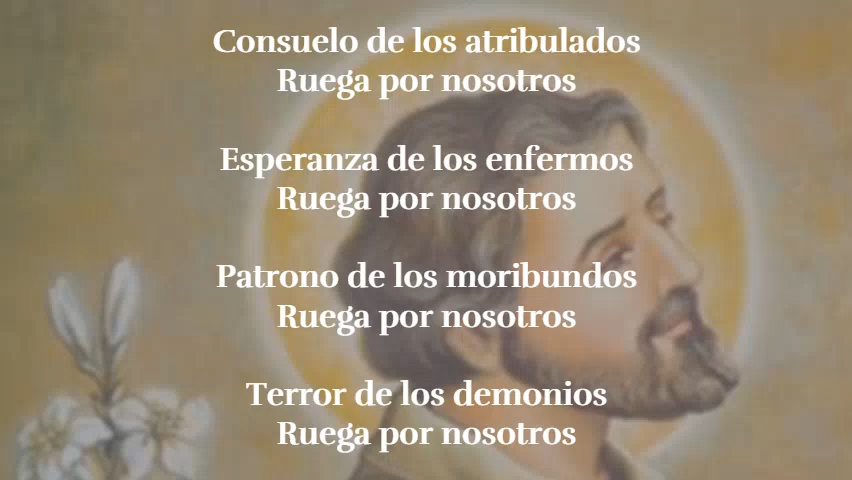 Consuelo de los atribulados
Ruega por nosotros
Esperanza de los enfermos
Ruega por nosotros
Patrono de los moribundos
Ruega por nosotros
Terror de los demonios
Ruega por nosotros